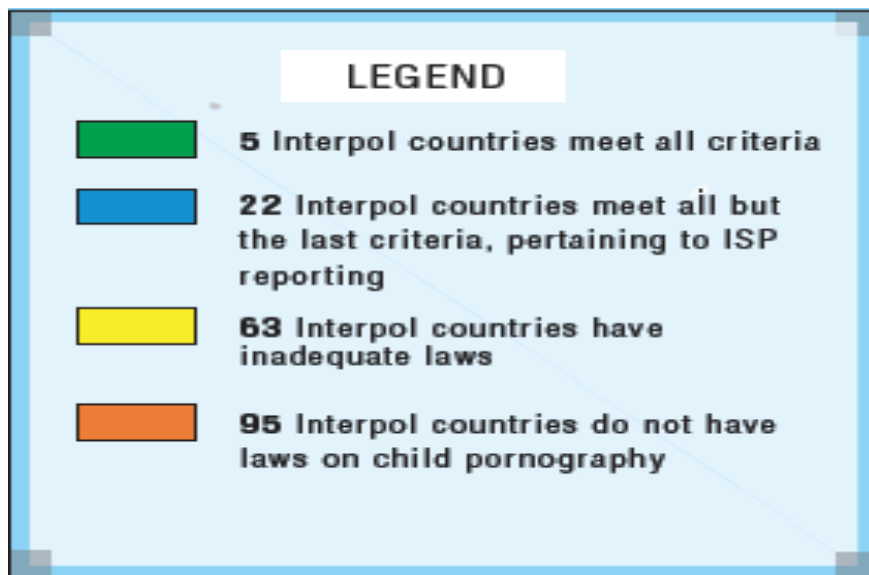 LEGEND
5 Interpol countries meet all criteria
22 Interpol countries meet all but
the last criteria, pertaining to ISP
reporting
63 Interpol countries have
inadequate laws
95 Interpol countries do not have
laws on child pornography